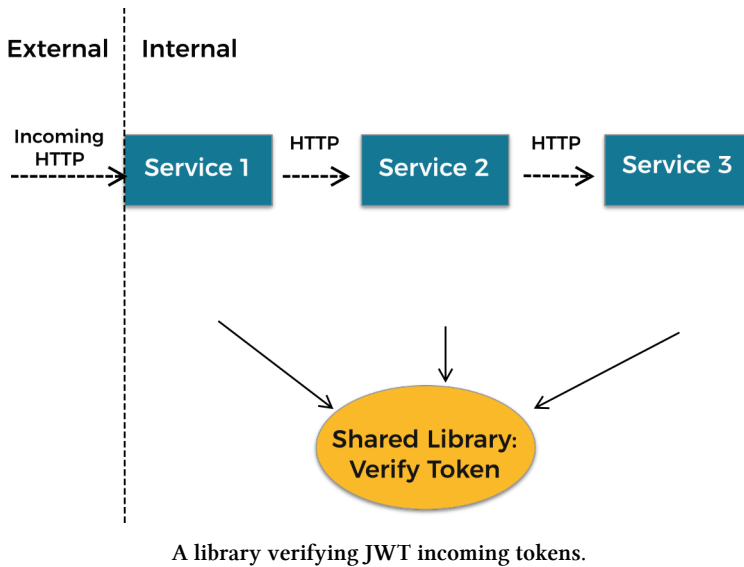 External
Internal
Incoming
HTTP
Service 1
HTTP
Service 2
HTTP
Service 3
Shared Library:
Verify Token
A library verifying JWT incoming tokens.